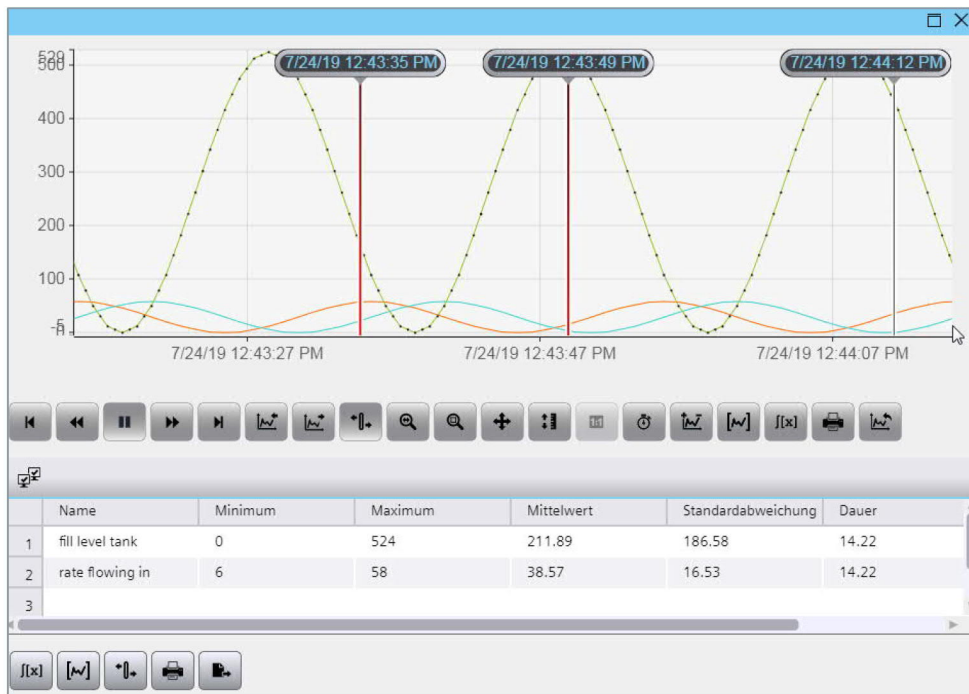 7/24/19 12:43:35 PM 7/24/19 12:43:49 PM 7/24/19 12:44:12 PM
400
300
200
100
7/24/19 12:43:27 PM 7/24/19 12:43:47 PM 7/24/19 12:44:07 PM
∫[x]
Name Minimum Maximum Mittelwert Standardabweichung Dauer
1 fill level tank 0 524 211.89 186.58 14.22
2 rate flowing in 6 58 38.57 16.53 14.22
3
∫[x]